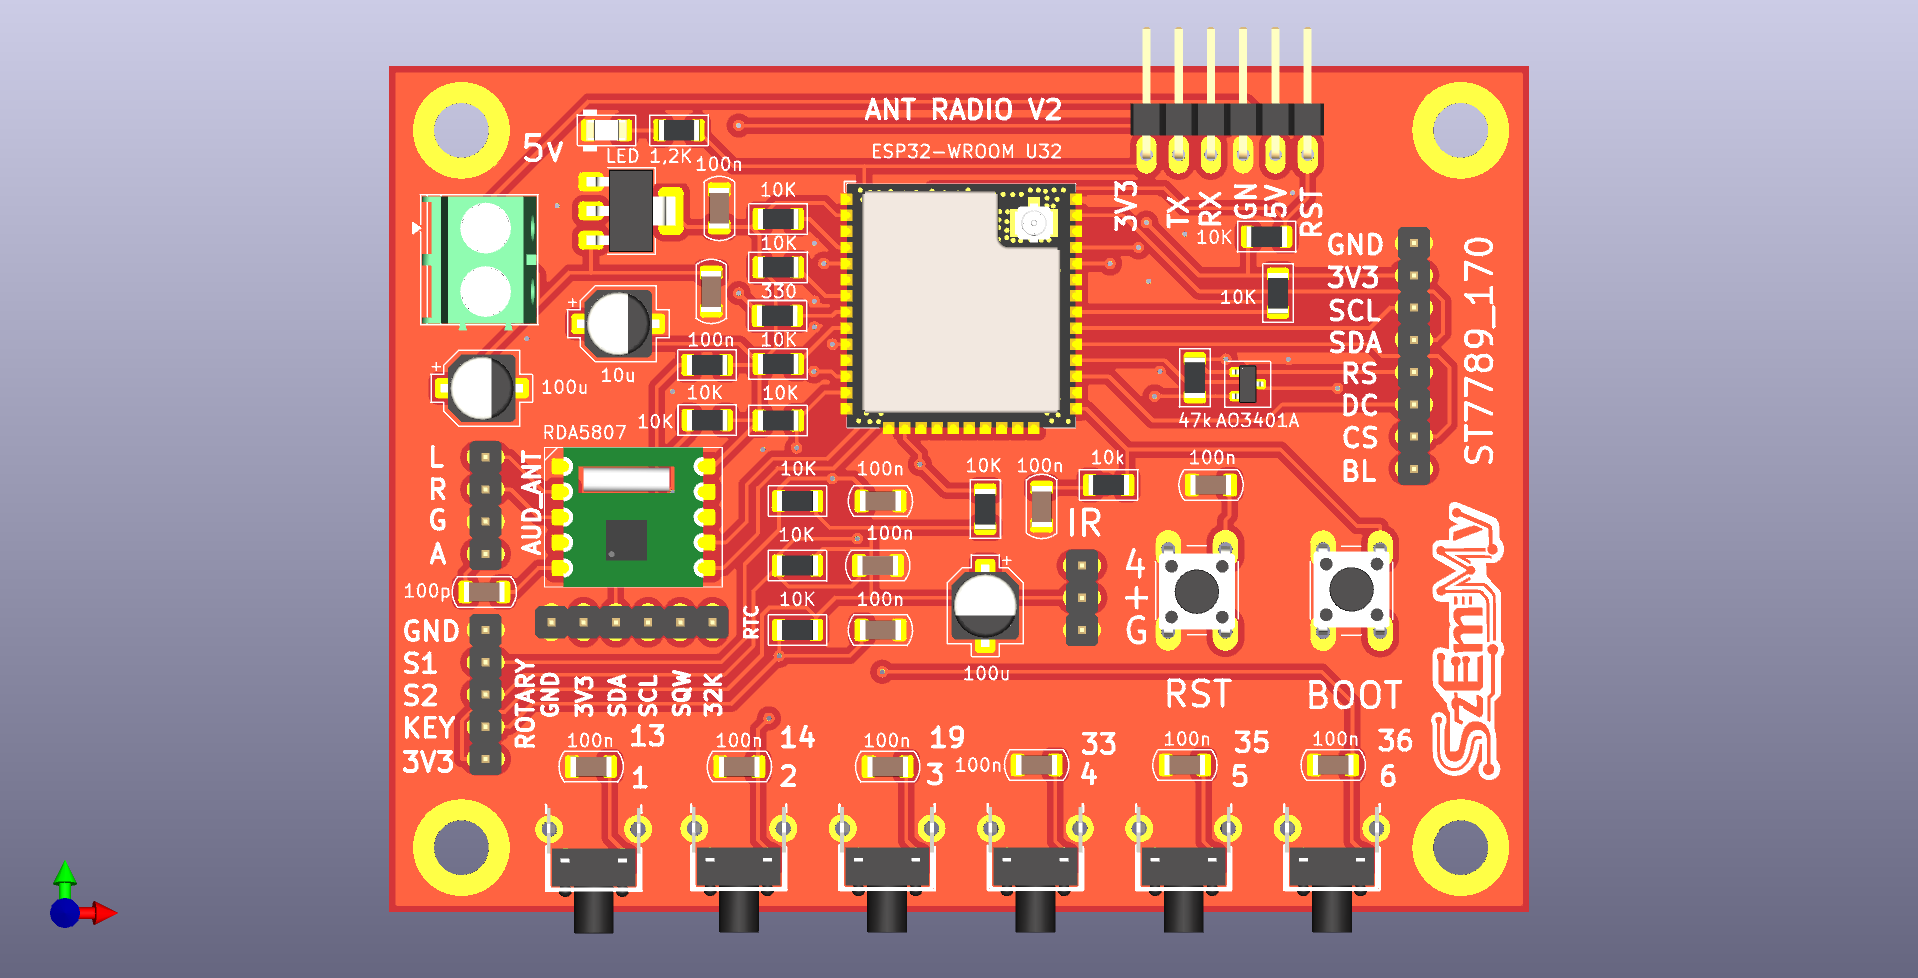 ANT RADIO V2
ESP32-WROOM U32
5v
LED
1,2K
100n
10K
10K
330
10K
100n
10K
10K
10K
10u
100u
RDA5807
3V3
TX
RX
GN
5V
RST
10K
10K
GND
3V3
SCL
SDA
RS
DC
CS
BL
ST7789_170
47k
AO3401A
L
R
G
A
AUD_ANT
100p
10K
100n
10K
100n
10k
100n
10K
100n
10K
100n
IR
4
+
G
100u
GND
S1
S2
KEY
3V3
ROTARY
RTC
GND
3V3
SDA
SCL
SQW
32K
RST
BOOT
SzEmMy
100n
13
1
100n
14
2
100n
19
3
100n
33
4
100n
35
5
100n
36
6